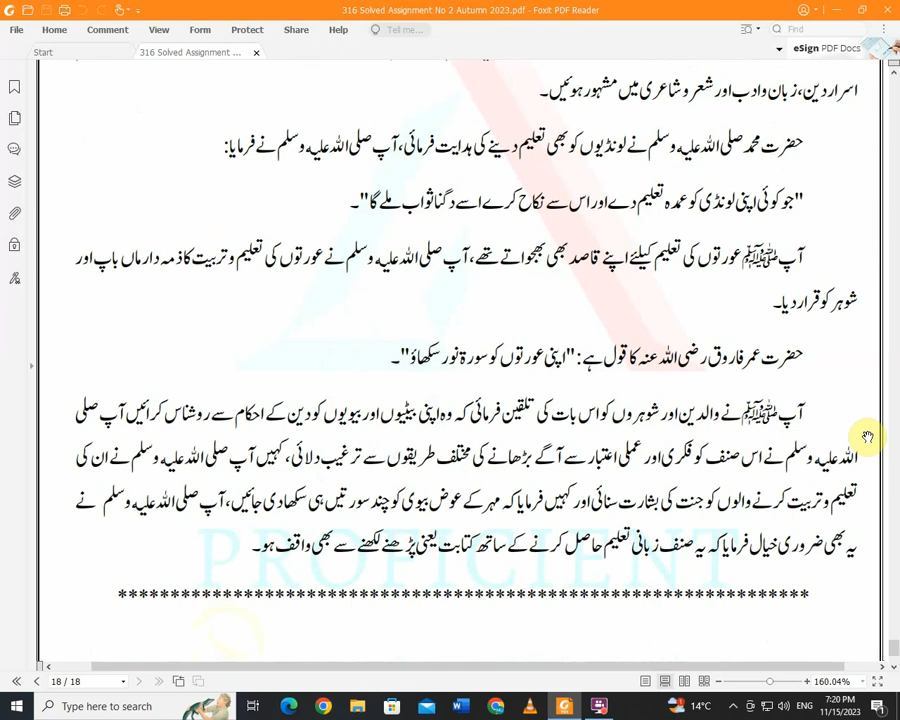 316 Solved Assignment No 2 Autumn 2023.pdf - Foxit PDF Reader
File Home Comment View Form Protect Share Help Tell me... Find
Start 316 Solved Assignment ... eSign PDF Docs
اسرار دین، زبان و ادب اور شعر و شاعری میں مشہور ہوئیں۔
حضرت محمد صلی اللہ علیہ وسلم نے لونڈیوں کو بھی تعلیم دینے کی ہدایت فرمائی، آپ صلی اللہ علیہ وسلم نے فرمایا:
"جو کوئی اپنی لونڈی کو عمدہ تعلیم دے اور اس سے نکاح کرے اسے دگنا ثواب ملے گا"۔
آپ ﷺ عورتوں کی تعلیم کیلئے اپنے قاصد بھی بھجواتے تھے، آپ صلی اللہ علیہ وسلم نے عورتوں کی تعلیم و تربیت کا ذمہ دار ماں باپ اور
شوہر کو قرار دیا۔
حضرت عمر فاروق رضی اللہ عنہ کا قول ہے: "اپنی عورتوں کو سورۃ نور سکھاؤ"۔
آپ ﷺ نے والدین اور شوہروں کو اس بات کی تلقین فرمائی کہ وہ اپنی بیٹیوں اور بیویوں کو دین کے احکام سے روشناس کرائیں آپ صلی
اللہ علیہ وسلم نے اس صنف کو فکری اور عملی اعتبار سے آگے بڑھانے کی مختلف طریقوں سے ترغیب دلائی، کہیں آپ صلی اللہ علیہ وسلم نے ان کی
تعلیم و تربیت کرنے والوں کو جنت کی بشارت سنائی اور کہیں فرمایا کہ مہر کے عوض بیوی کو چند سورتیں ہی سکھا دی جائیں، آپ صلی اللہ علیہ وسلم نے
یہ بھی ضروری خیال فرمایا کہ یہ صنف زبانی تعلیم حاصل کرنے کے ساتھ کتابت یعنی پڑھنے لکھنے سے بھی واقف ہو۔
PROFICIENT
******************************************************************
18 / 18 160.04%
Type here to search 14°C ENG 7:20 PM
11/15/2023